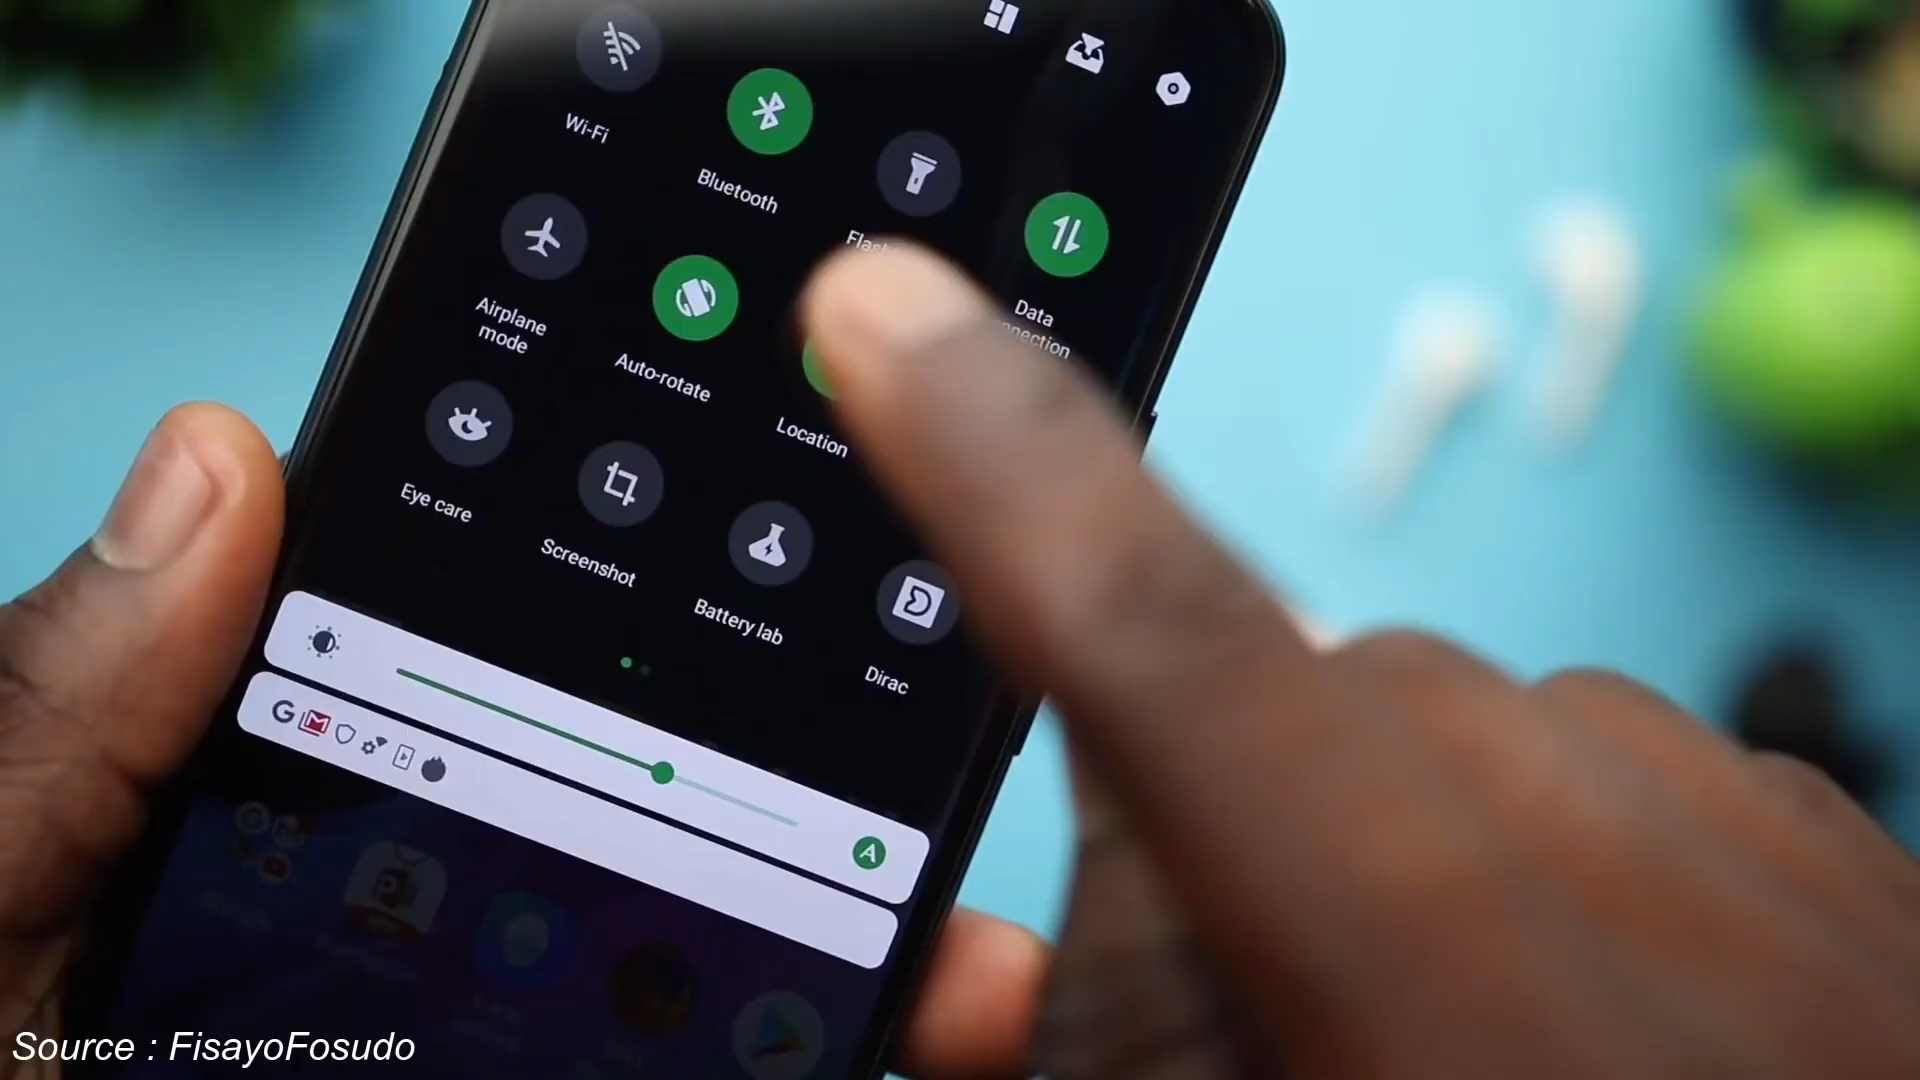 Wi-Fi
Bluetooth
Data
Airplane
mode
Auto-rotate
Location
Eye care
Screenshot
Battery lab
Dirac
G
A
Source : FisayoFosudo